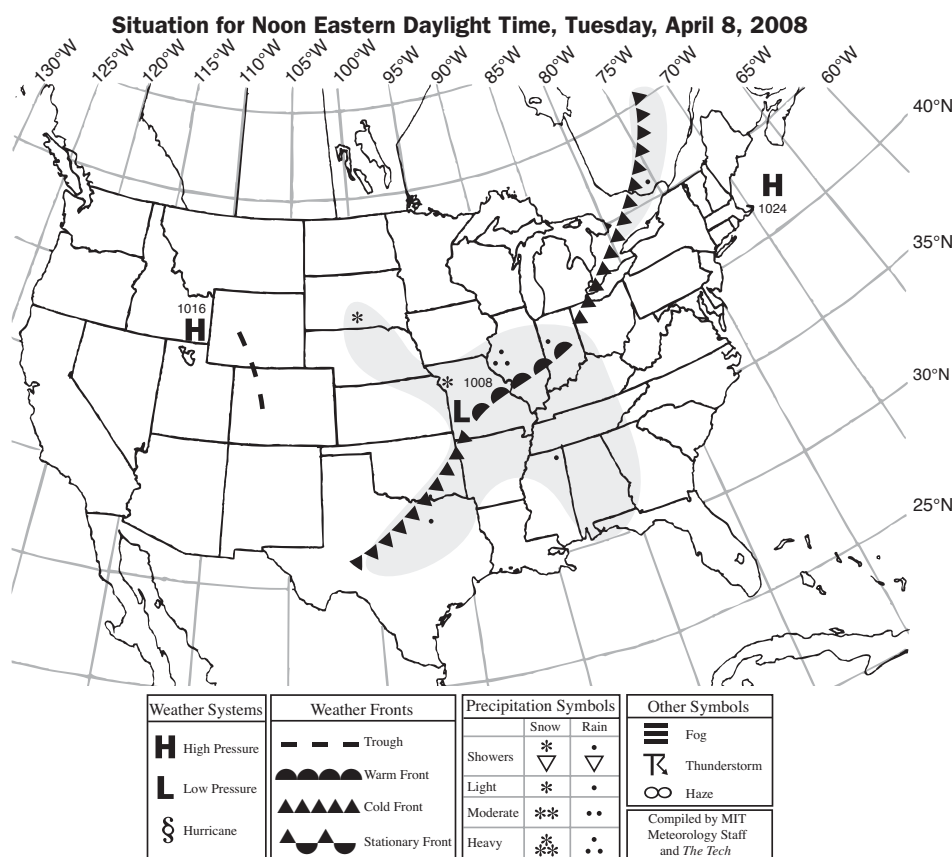 Situation for Noon Eastern Daylight Time, Tuesday, April 8, 2008
130°W 125°W 120°W 115°W 110°W 105°W 100°W 95°W 90°W 85°W 80°W 75°W 70°W 65°W 60°W
40°N
H
1024
35°N
1016
H
30°N
1008
L
25°N
Weather Systems
H High Pressure
L Low Pressure
§ Hurricane
Weather Fronts
Trough
Warm Front
Cold Front
Stationary Front
Precipitation Symbols
Snow Rain
Showers
Light
Moderate
Heavy
Other Symbols
Fog
Thunderstorm
Haze
Compiled by MIT
Meteorology Staff
and The Tech